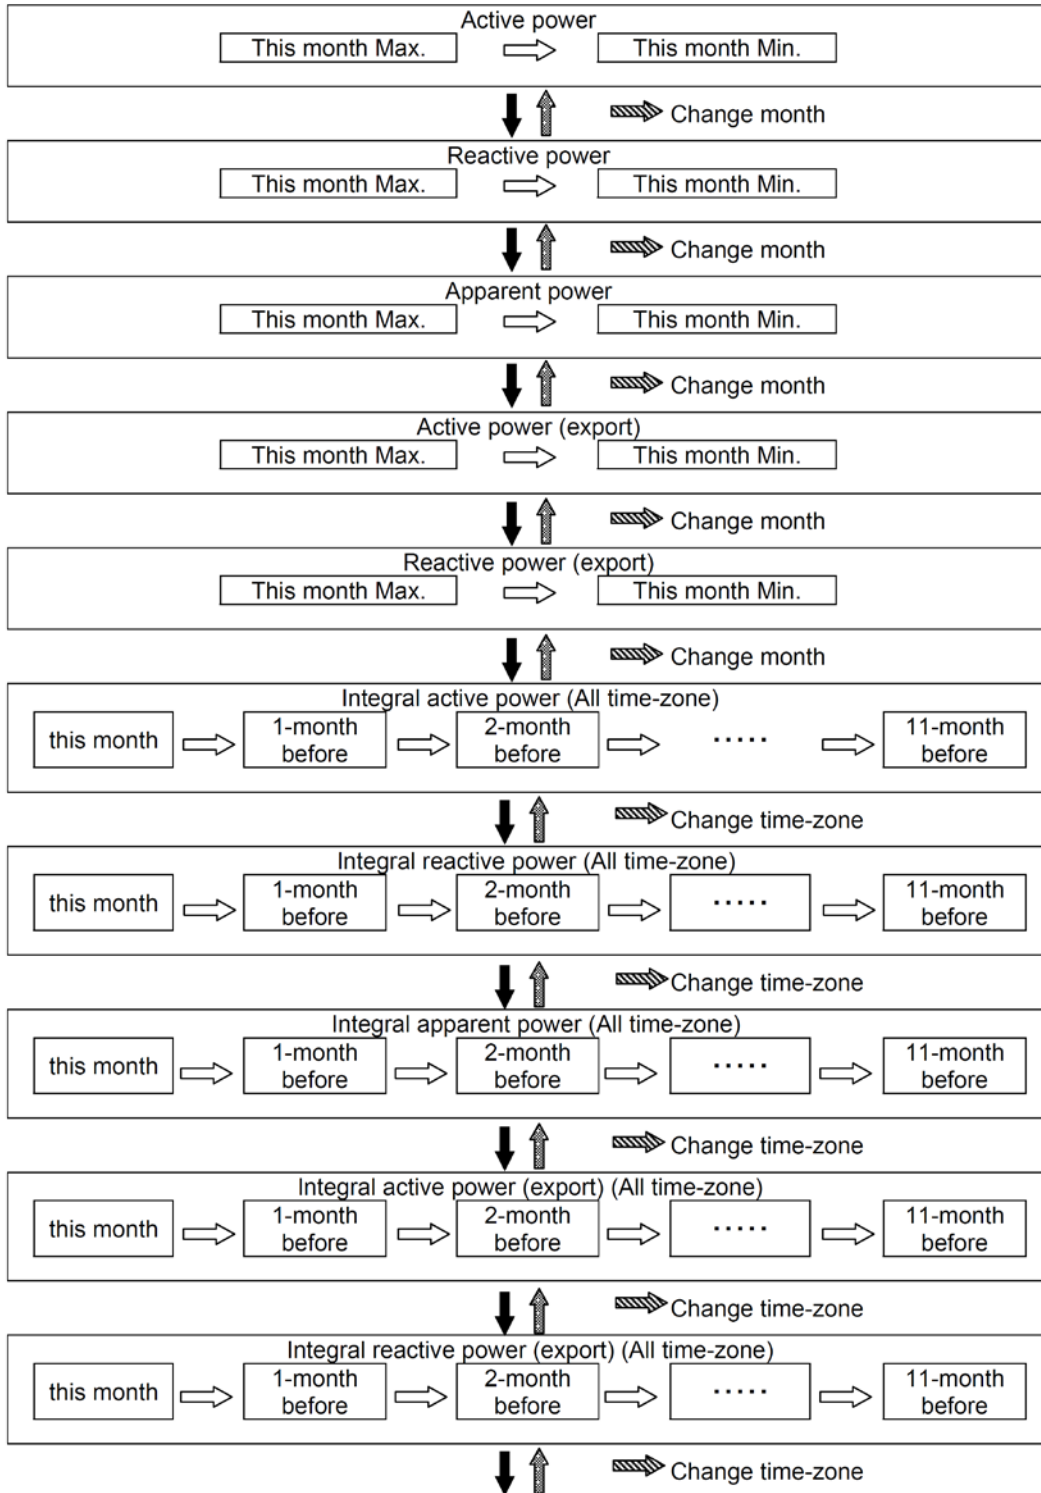 Active power
This month Max.
This month Min.
Change month
Reactive power
This month Max.
This month Min.
Change month
Apparent power
This month Max.
This month Min.
Change month
Active power (export)
This month Max.
This month Min.
Change month
Reactive power (export)
This month Max.
This month Min.
Change month
Integral active power (All time-zone)
this month
1-month
before
2-month
before
.....
11-month
before
Change time-zone
Integral reactive power (All time-zone)
this month
1-month
before
2-month
before
.....
11-month
before
Change time-zone
Integral apparent power (All time-zone)
this month
1-month
before
2-month
before
.....
11-month
before
Change time-zone
Integral active power (export) (All time-zone)
this month
1-month
before
2-month
before
.....
11-month
before
Change time-zone
Integral reactive power (export) (All time-zone)
this month
1-month
before
2-month
before
.....
11-month
before
Change time-zone